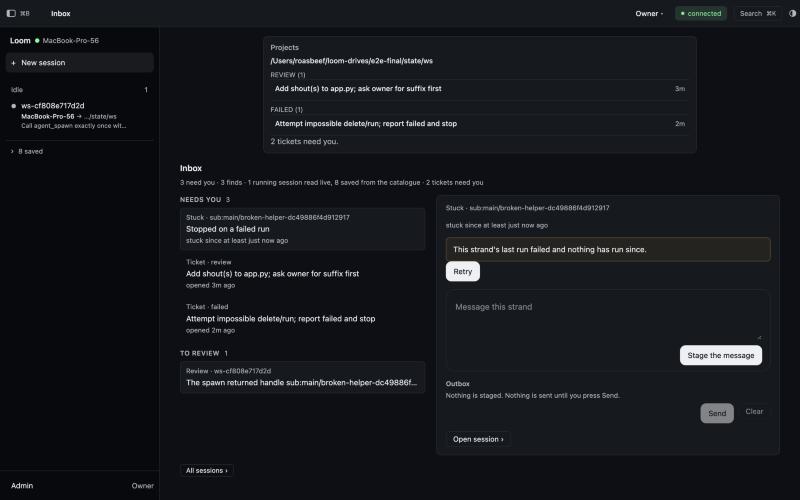 ⌘B
Inbox
Owner
connected
Search ⌘K
Loom MacBook-Pro-56
+ New session
Idle 1
ws-cf808e717d2d
MacBook-Pro-56 → .../state/ws
Call agent_spawn exactly once wit...
› 8 saved
Admin Owner
Projects
/Users/roasbeef/loom-drives/e2e-final/state/ws
REVIEW (1)
Add shout(s) to app.py; ask owner for suffix first 3m
FAILED (1)
Attempt impossible delete/run; report failed and stop 2m
2 tickets need you.
Inbox
3 need you · 3 finds · 1 running session read live, 8 saved from the catalogue · 2 tickets need you
NEEDS YOU 3
Stuck · sub:main/broken-helper-dc49886f4d912917
Stopped on a failed run
stuck since at least just now ago
Ticket · review
Add shout(s) to app.py; ask owner for suffix first
opened 3m ago
Ticket · failed
Attempt impossible delete/run; report failed and stop
opened 2m ago
TO REVIEW 1
Review · ws-cf808e717d2d
The spawn returned handle sub:main/broken-helper-dc49886f...
All sessions ›
Stuck · sub:main/broken-helper-dc49886f4d912917
stuck since at least just now ago
This strand's last run failed and nothing has run since.
Retry
Message this strand
Stage the message
Outbox
Nothing is staged. Nothing is sent until you press Send.
Send Clear
Open session ›